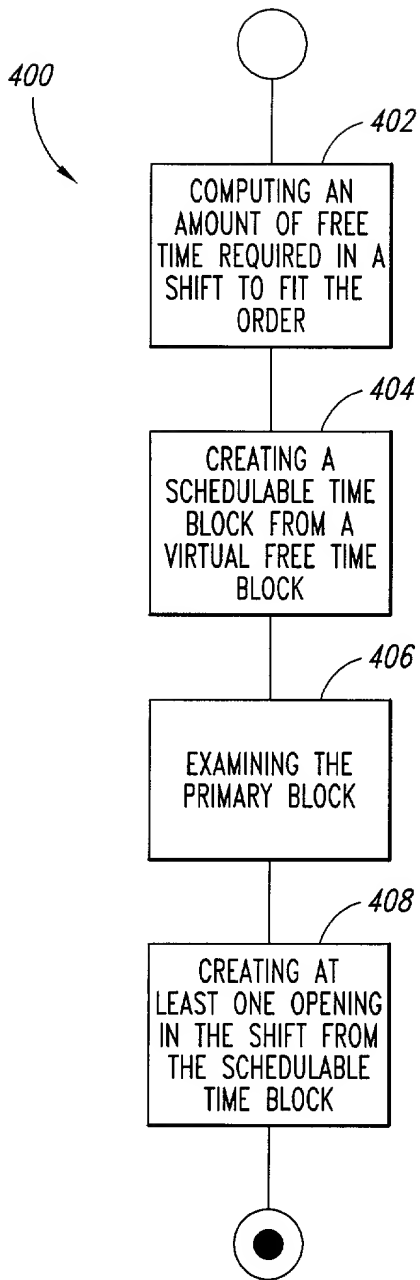 400
402
COMPUTING AN
AMOUNT OF FREE
TIME REQUIRED IN A
SHIFT TO FIT THE
ORDER
404
CREATING A
SCHEDULABLE TIME
BLOCK FROM A
VIRTUAL FREE TIME
BLOCK
406
EXAMINING THE
PRIMARY BLOCK
408
CREATING AT
LEAST ONE OPENING
IN THE SHIFT FROM
THE SCHEDULABLE
TIME BLOCK